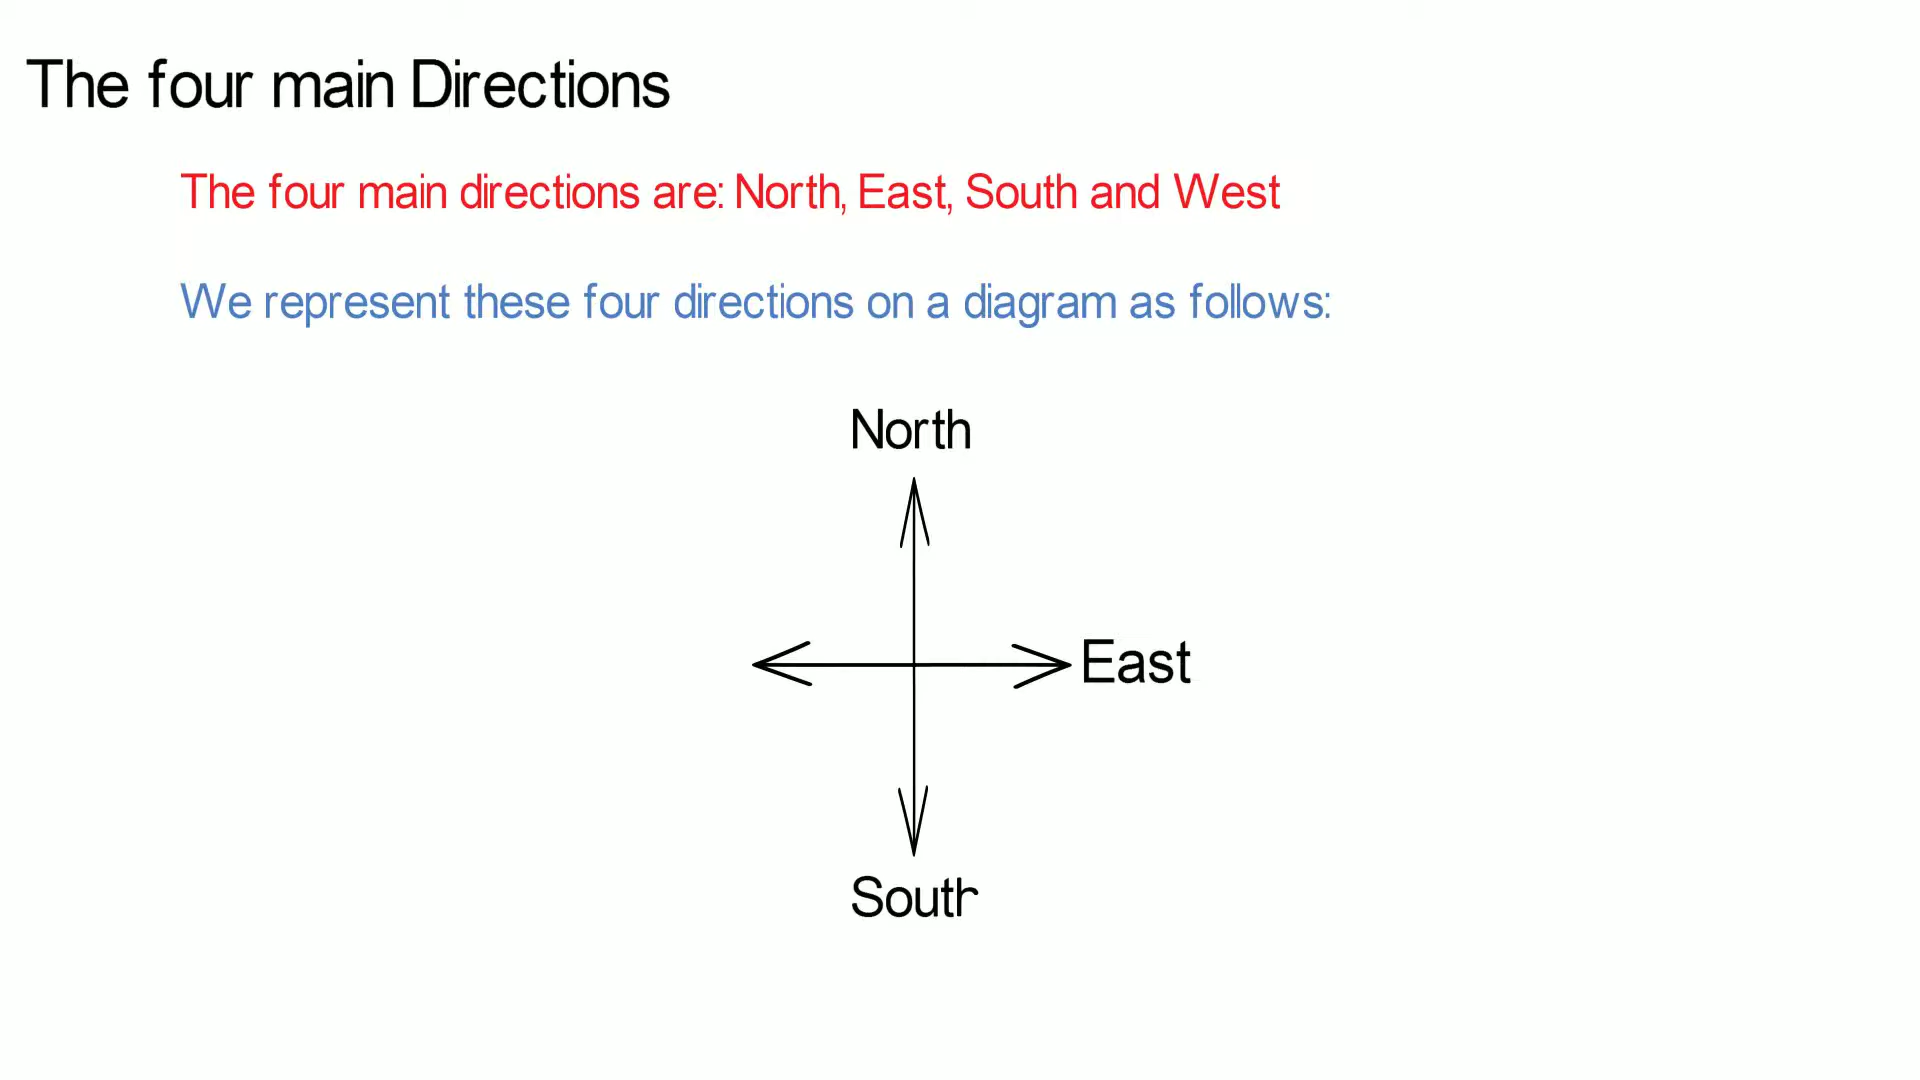 The four main Directions
The four main directions are: North, East, South and West
We represent these four directions on a diagram as follows:
North
East
South